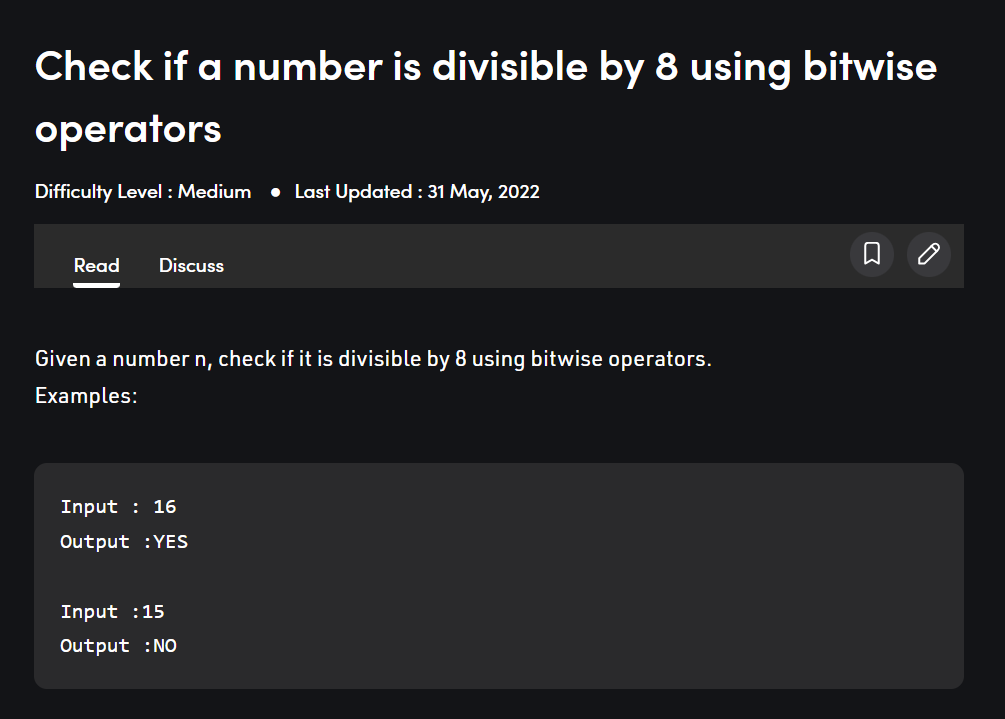 Check if a number is divisible by 8 using bitwise
operators
Difficulty Level : Medium ● Last Updated : 31 May, 2022
Read Discuss
Given a number n, check if it is divisible by 8 using bitwise operators.
Examples:
Input : 16
Output :YES
Input :15
Output :NO